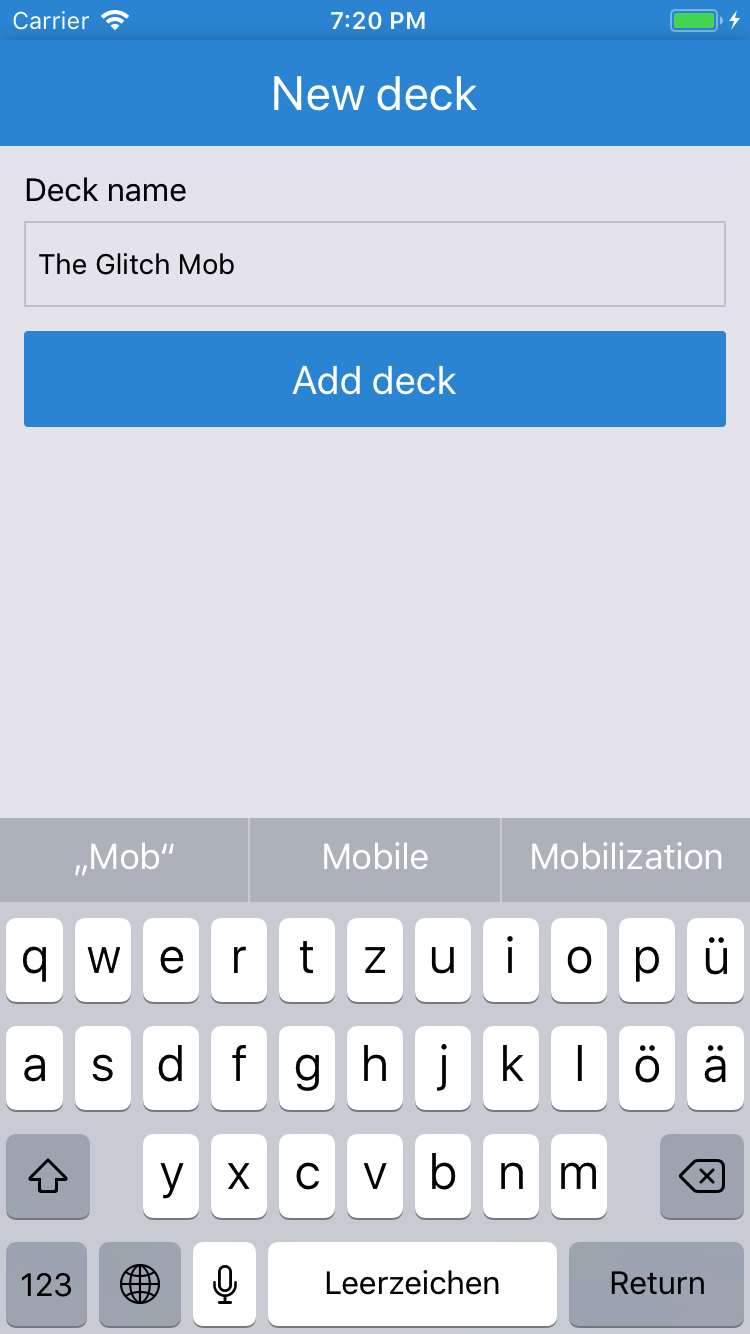 Carrier 7:20 PM
New deck
Deck name
The Glitch Mob
Add deck
„Mob“ Mobile Mobilization
q w e r t z u i o p ü
a s d f g h j k l ö ä
y x c v b n m
123 Leerzeichen Return